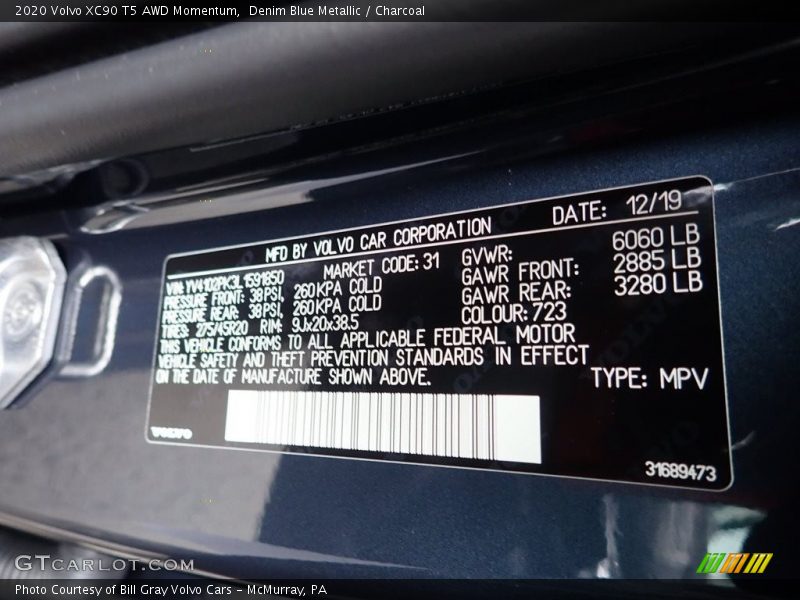 2020 Volvo XC90 T5 AWD Momentum,  Denim Blue Metallic / Charcoal
MFD BY VOLVO CAR CORPORATION DATE: 12/19
VIN: YV4102PK3L1591850 MARKET CODE: 31 GVWR: 6060 LB
PRESSURE FRONT: 38 PSI, 260 KPA COLD GAWR FRONT: 2885 LB
PRESSURE REAR: 38 PSI, 260 KPA COLD GAWR REAR: 3280 LB
TIRES: 275/45R20 RIM: 9Jx20x38.5 COLOUR: 723
THIS VEHICLE CONFORMS TO ALL APPLICABLE FEDERAL MOTOR
VEHICLE SAFETY AND THEFT PREVENTION STANDARDS IN EFFECT
ON THE DATE OF MANUFACTURE SHOWN ABOVE. TYPE: MPV
VOLVO
31689473
GTCARLOT.COM
Photo Courtesy of Bill Gray Volvo Cars – McMurray, PA